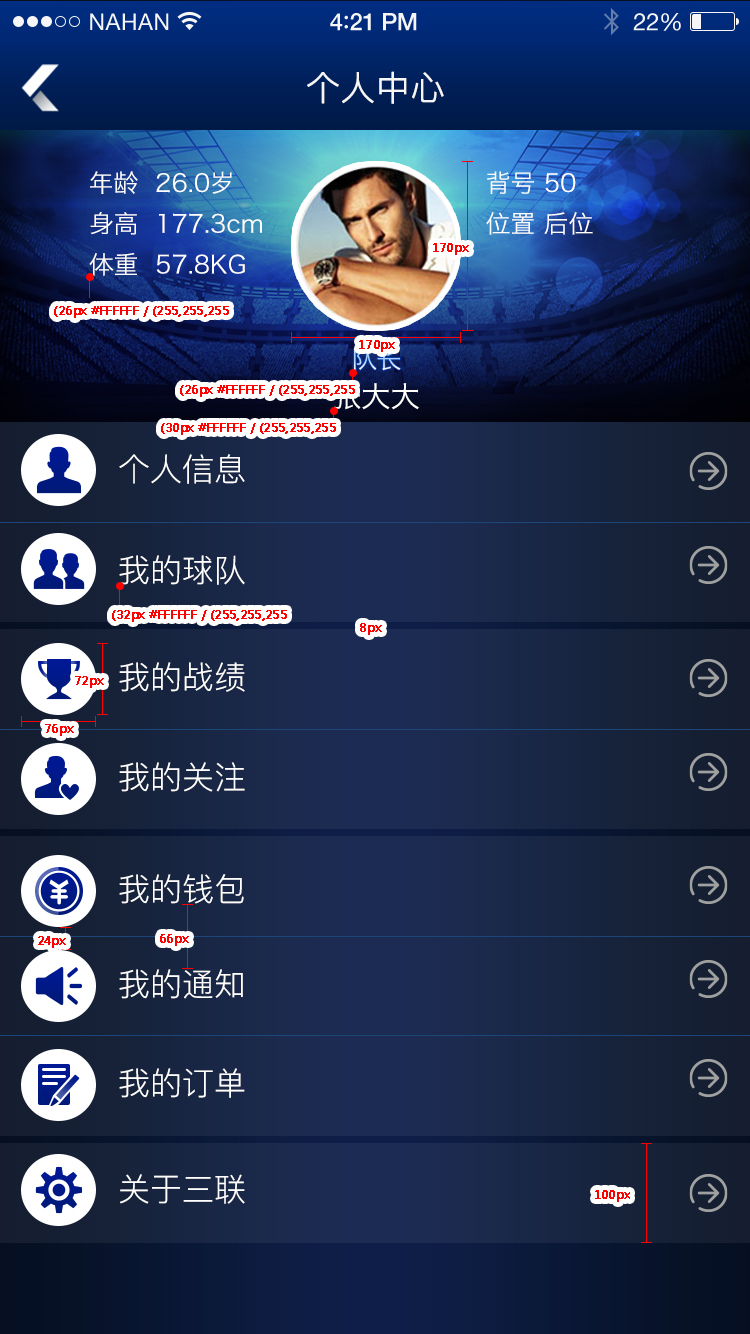 NAHAN 4:21 PM 22%
个人中心
年龄 26.0岁
背号 50
身高 177.3cm
位置 后位
体重 57.8KG
170px
(26px #FFFFFF / (255,255,255
170px
队长
(26px #FFFFFF / (255,255,255
张大大
(30px #FFFFFF / (255,255,255
个人信息
我的球队
(32px #FFFFFF / (255,255,255
8px
我的战绩
72px
76px
我的关注
我的钱包
24px
66px
我的通知
我的订单
关于三联
100px